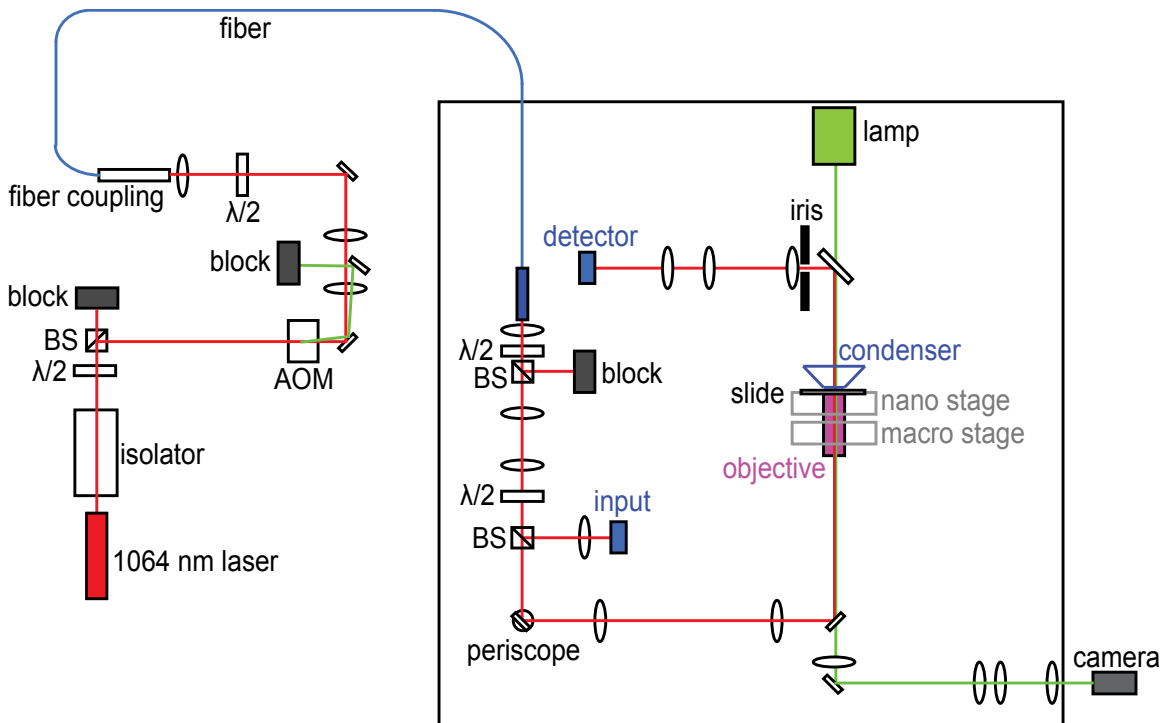 fiber
lamp
fiber coupling
λ/2
iris
detector
block
block
BS
λ/2
AOM
λ/2
BS
block
condenser
slide
nano stage
macro stage
objective
isolator
λ/2
input
BS
1064 nm laser
periscope
camera